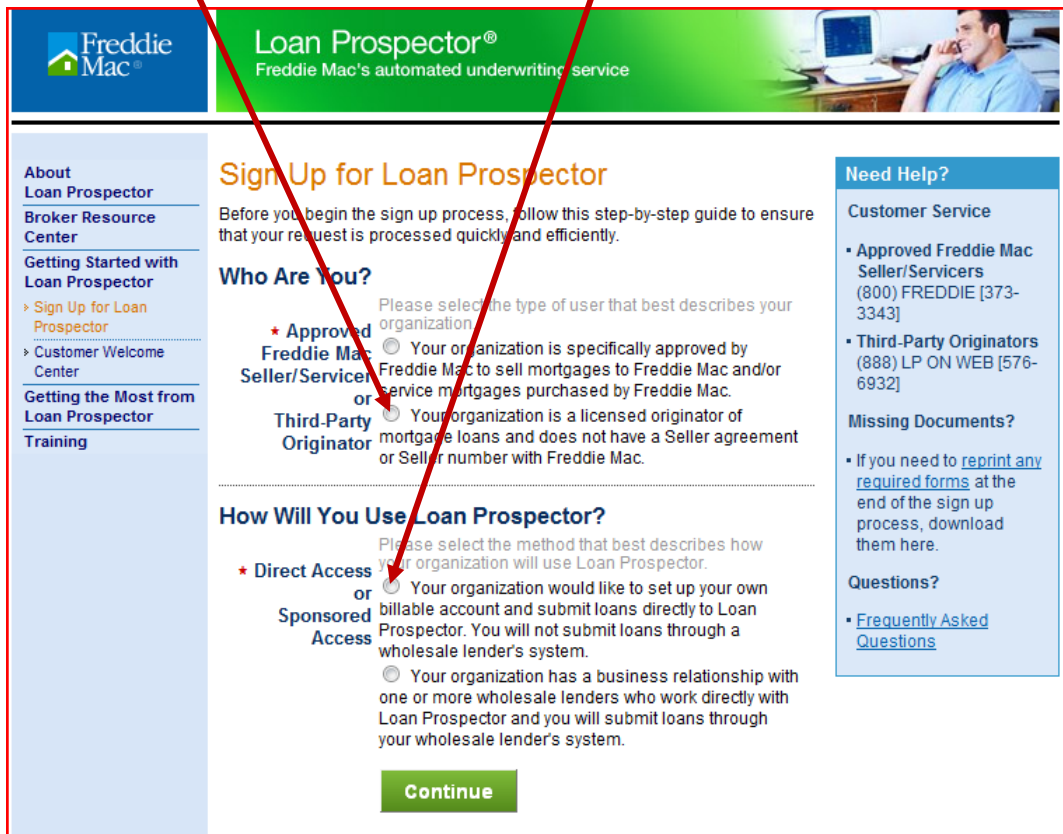 Freddie
Mac®
Loan Prospector®
Freddie Mac's automated underwriting service
About
Loan Prospector
Broker Resource
Center
Getting Started with
Loan Prospector
Sign Up for Loan
Prospector
Customer Welcome
Center
Getting the Most from
Loan Prospector
Training
Sign Up for Loan Prospector
Before you begin the sign up process, follow this step-by-step guide to ensure
that your request is processed quickly and efficiently.
Who Are You?
Please select the type of user that best describes your
organization.
★ Approved
Freddie Mac
Seller/Servicer
or
Third-Party
Originator
Your organization is specifically approved by
Freddie Mac to sell mortgages to Freddie Mac and/or
service mortgages purchased by Freddie Mac.
Your organization is a licensed originator of
mortgage loans and does not have a Seller agreement
or Seller number with Freddie Mac.
How Will You Use Loan Prospector?
Please select the method that best describes how
your organization will use Loan Prospector.
★ Direct Access
or
Sponsored
Access
Your organization would like to set up your own
billable account and submit loans directly to Loan
Prospector. You will not submit loans through a
wholesale lender's system.
Your organization has a business relationship with
one or more wholesale lenders who work directly with
Loan Prospector and you will submit loans through
your wholesale lender's system.
Continue
Need Help?
Customer Service
▪ Approved Freddie Mac
Seller/Servicers
(800) FREDDIE [373-
3343]
▪ Third-Party Originators
(888) LP ON WEB [576-
6932]
Missing Documents?
▪ If you need to reprint any
required forms at the
end of the sign up
process, download
them here.
Questions?
▪ Frequently Asked
Questions